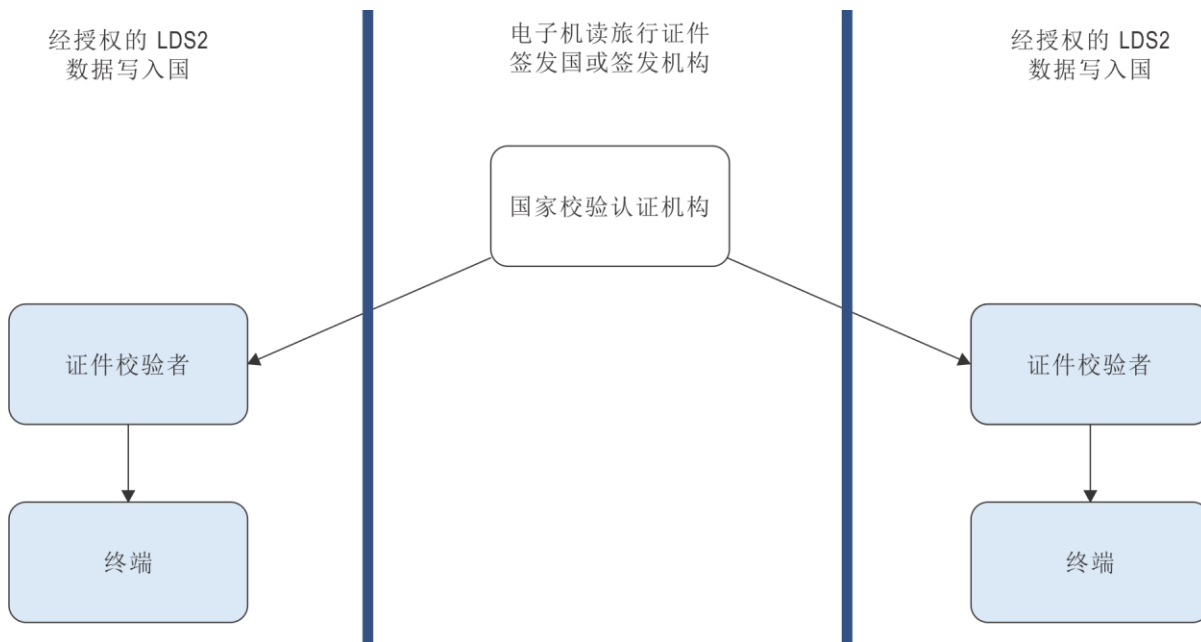 经授权的 LDS2
数据写入国
电子机读旅行证件
签发国或签发机构
经授权的 LDS2
数据写入国
国家校验认证机构
证件校验者
证件校验者
终端
终端